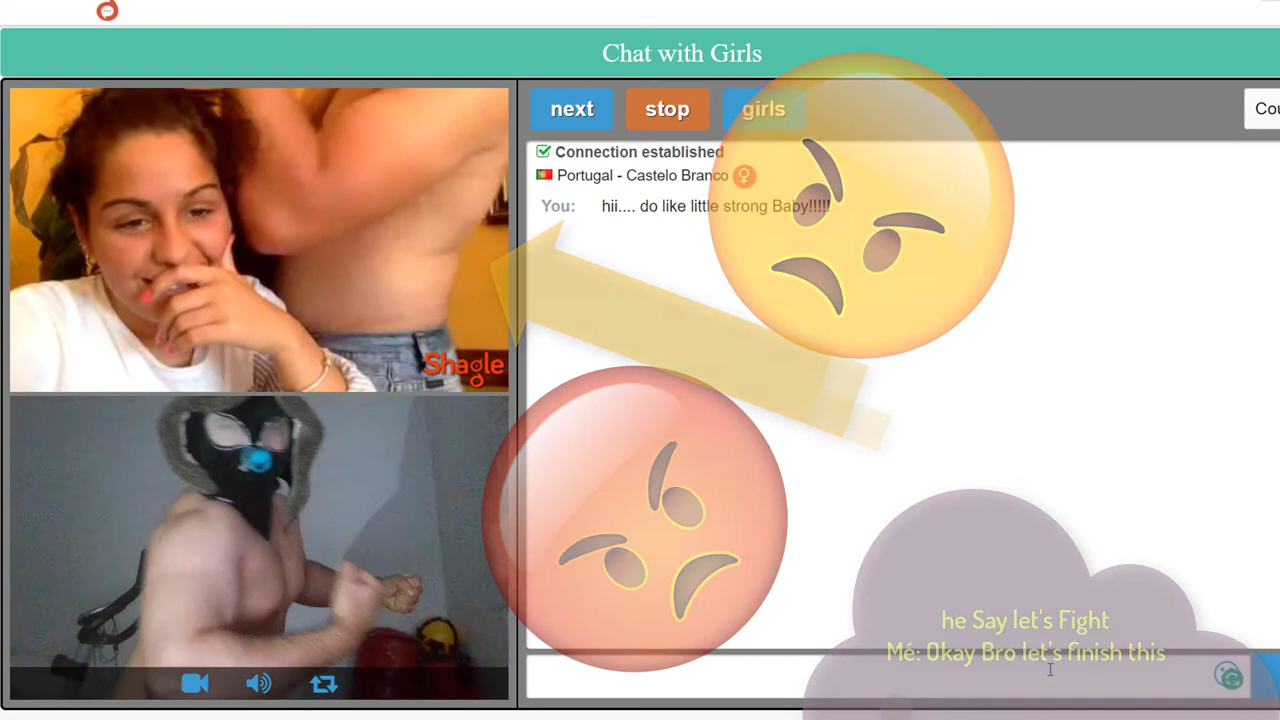 Chat with Girls
next stop girls
Cou
Connection established
Portugal - Castelo Branco
You: hii.... do like little strong Baby!!!!!
Shagle
he Say let's Fight
Mé: Okay Bro let's finish this